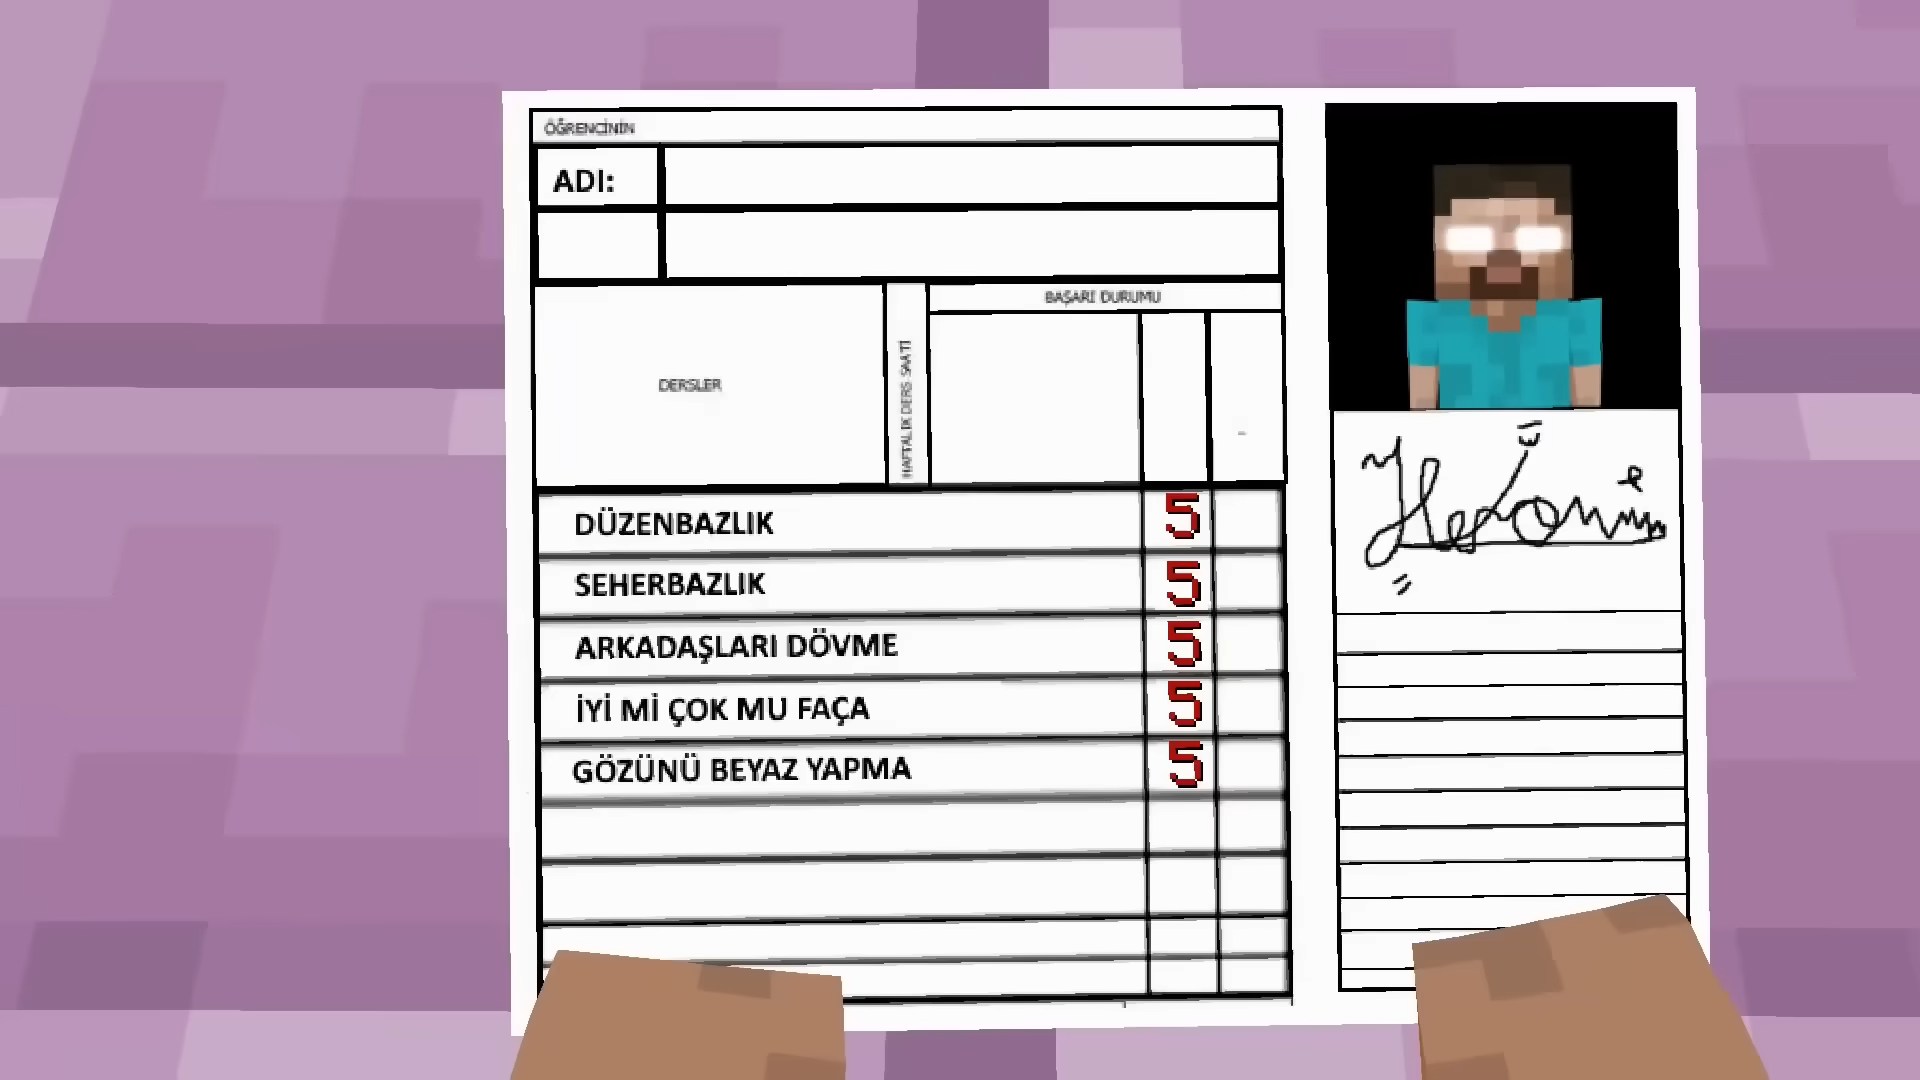 ÖĞRENCİNİN
ADI:
DERSLER
HAFTALIK DERS SAATİ
BAŞARI DURUMU
DÜZENBAZLIK 5
SEHERBAZLIK 5
ARKADAŞLARI DÖVME 5
İYİ Mİ ÇOK MU FAÇA 5
GÖZÜNÜ BEYAZ YAPMA 5